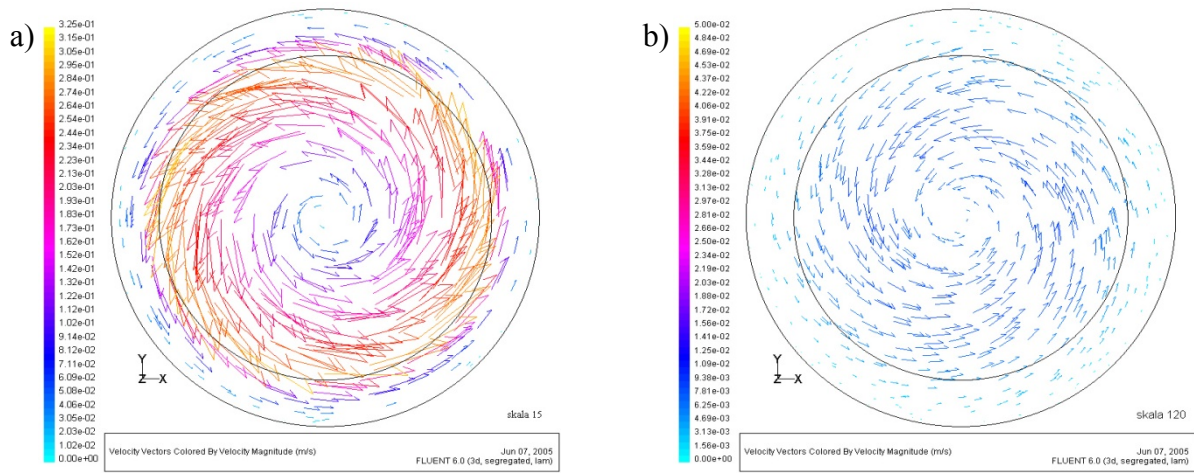 a)
3.25e-01
3.15e-01
3.05e-01
2.95e-01
2.84e-01
2.74e-01
2.64e-01
2.54e-01
2.44e-01
2.34e-01
2.23e-01
2.13e-01
2.03e-01
1.93e-01
1.83e-01
1.73e-01
1.62e-01
1.52e-01
1.42e-01
1.32e-01
1.22e-01
1.12e-01
1.02e-01
9.14e-02
8.12e-02
7.11e-02
6.09e-02
5.08e-02
4.06e-02
3.05e-02
2.03e-02
1.02e-02
0.00e+00
Y
Z X
skala 15
Velocity Vectors Colored By Velocity Magnitude (m/s)
Jun 07, 2005
FLUENT 6.0 (3d, segregated, lam)
b)
5.00e-02
4.84e-02
4.69e-02
4.53e-02
4.37e-02
4.22e-02
4.06e-02
3.91e-02
3.75e-02
3.59e-02
3.44e-02
3.28e-02
3.12e-02
2.97e-02
2.81e-02
2.66e-02
2.50e-02
2.34e-02
2.19e-02
2.03e-02
1.88e-02
1.72e-02
1.56e-02
1.41e-02
1.25e-02
1.09e-02
9.38e-03
7.81e-03
6.25e-03
4.69e-03
3.13e-03
1.56e-03
0.00e+00
Y
Z X
skala 120
Velocity Vectors Colored By Velocity Magnitude (m/s)
Jun 07, 2005
FLUENT 6.0 (3d, segregated, lam)